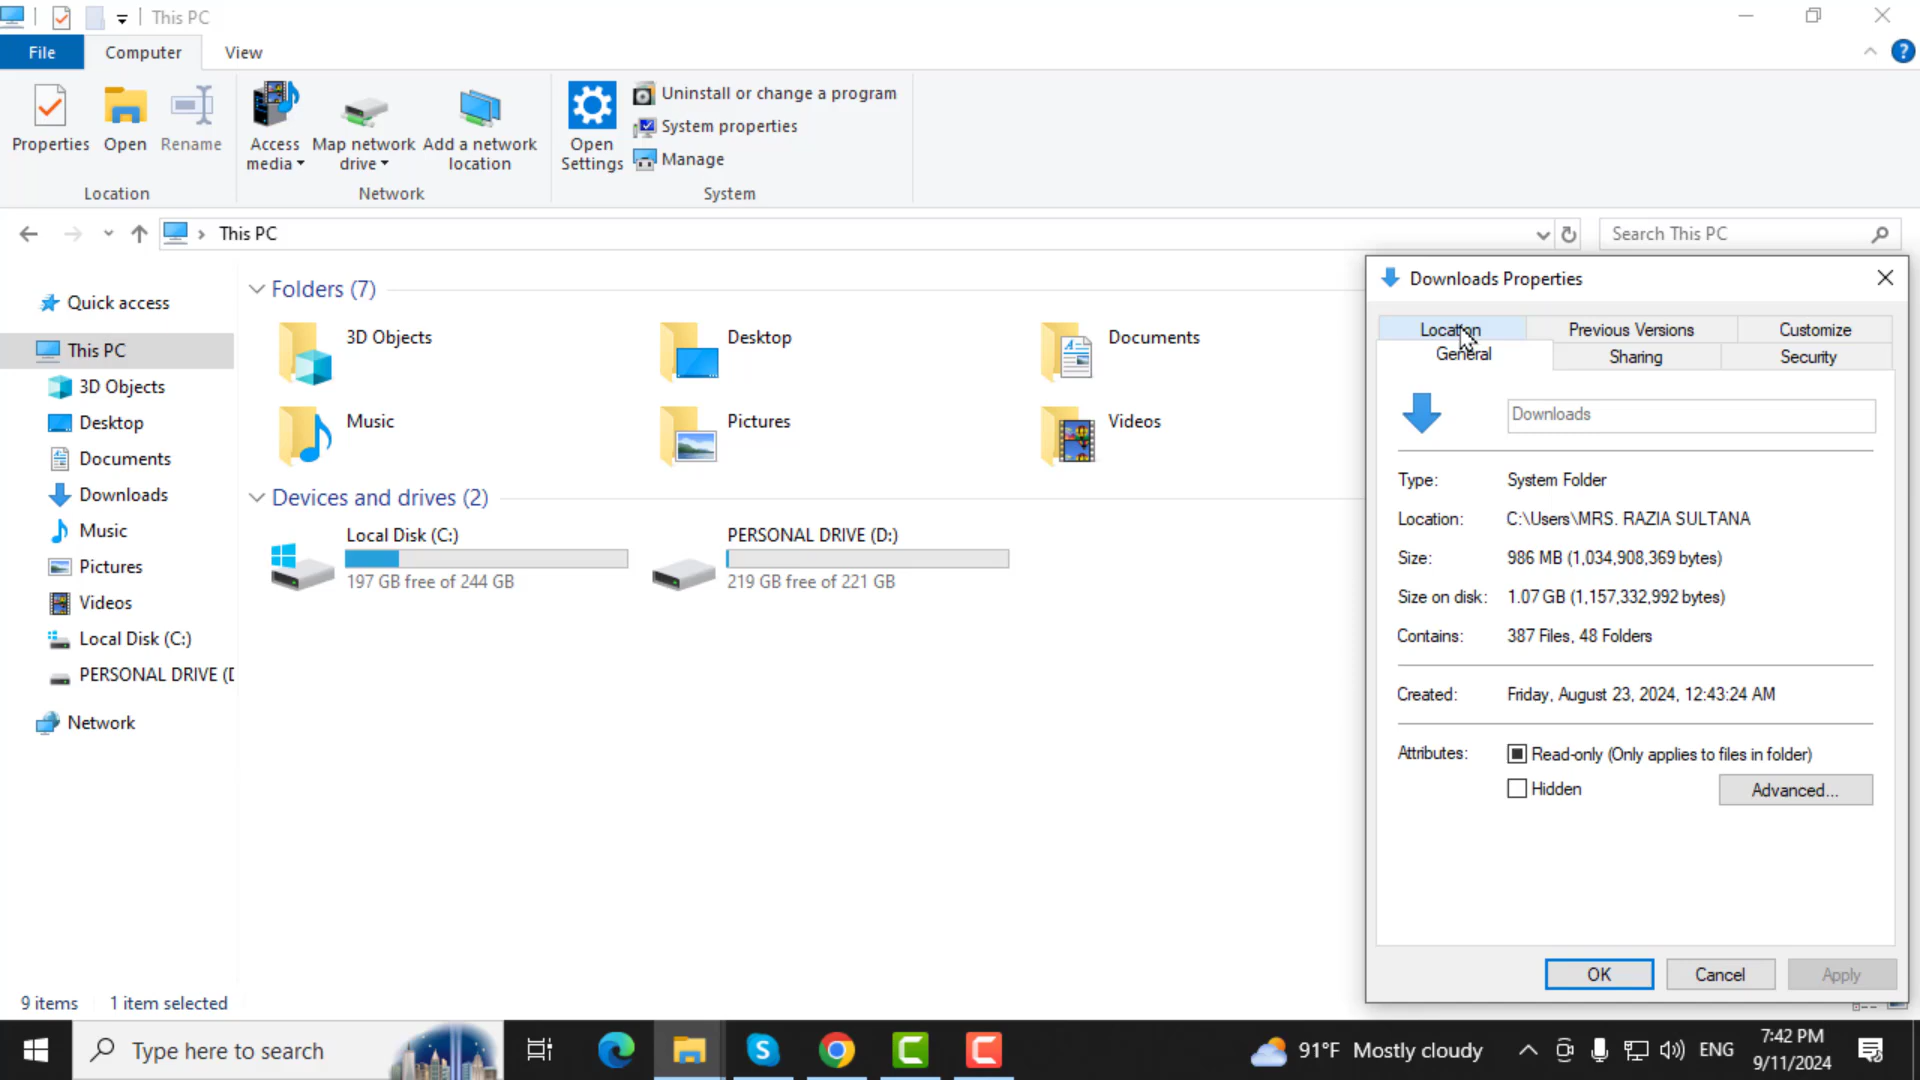 This PC
File
Computer
View
Properties
Open
Rename
Location
Access media
Map network drive
Add a network location
Network
Open Settings
Uninstall or change a program
System properties
Manage
System
This PC
Search This PC
Quick access
This PC
3D Objects
Desktop
Documents
Downloads
Music
Pictures
Videos
Local Disk (C:)
PERSONAL DRIVE (D
Network
Folders (7)
3D Objects
Desktop
Documents
Music
Pictures
Videos
Devices and drives (2)
Local Disk (C:)
197 GB free of 244 GB
PERSONAL DRIVE (D:)
219 GB free of 221 GB
Downloads Properties
Location
Previous Versions
Customize
General
Sharing
Security
Downloads
Type: System Folder
Location: C:\Users\MRS. RAZIA SULTANA
Size: 986 MB (1,034,908,369 bytes)
Size on disk: 1.07 GB (1,157,332,992 bytes)
Contains: 387 Files, 48 Folders
Created: Friday, August 23, 2024, 12:43:24 AM
Attributes: Read-only (Only applies to files in folder)
Hidden
Advanced...
OK
Cancel
Apply
9 items
1 item selected
Type here to search
91°F Mostly cloudy
ENG
7:42 PM
9/11/2024